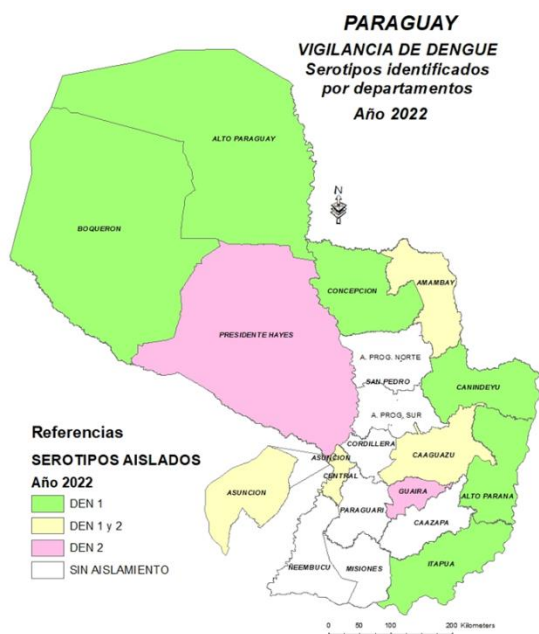 PARAGUAY
VIGILANCIA DE DENGUE
Serotipos identificados
por departamentos
Año 2022
ALTO PARAGUAY
N
BOQUERON
CONCEPCION
AMAMBAY
PRESIDENTE HAYES
A. PROG. NORTE
SAN PEDRO
CANINDEYU
A. PROG. SUR
CORDILLERA
ASUNCION
CENTRAL
CAAGUAZU
ASUNCION
GUAIRA
ALTO PARANA
PARAGUARI
CAAZAPA
ÑEEMBUCU
MISIONES
ITAPUA
Referencias
SEROTIPOS AISLADOS
Año 2022
DEN 1
DEN 1 y 2
DEN 2
SIN AISLAMIENTO
0 50 100 200 Kilometers